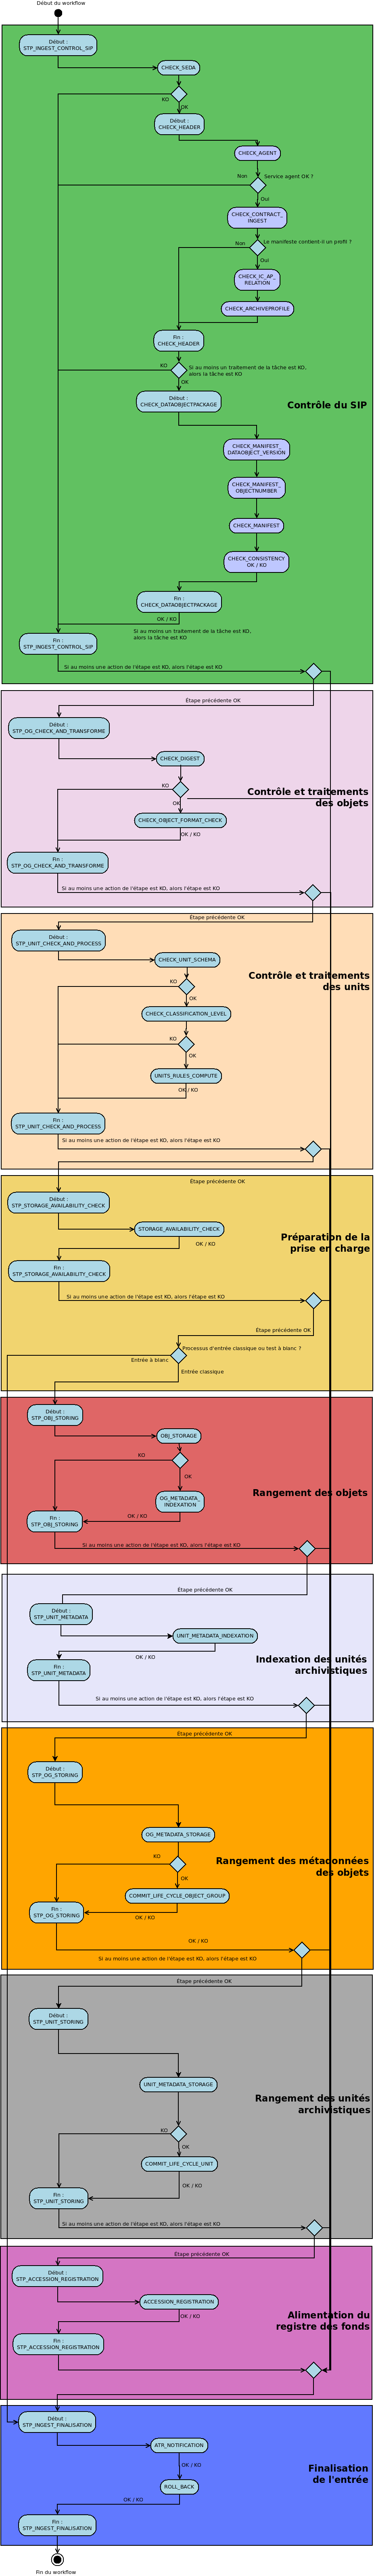 Début du workflow
Début :
STP_INGEST_CONTROL_SIP
CHECK_SEDA
KO
OK
Début :
CHECK_HEADER
CHECK_AGENT
Non
Service agent OK ?
Oui
CHECK_CONTRACT_
INGEST
Non
Le manifeste contient-il un profil ?
Oui
CHECK_IC_AP_
RELATION
CHECK_ARCHIVEPROFILE
Fin :
CHECK_HEADER
KO
Si au moins un traitement de la tâche est KO,
alors la tâche est KO
OK
Début :
CHECK_DATAOBJECTPACKAGE
Contrôle du SIP
CHECK_MANIFEST_
DATAOBJECT_VERSION
CHECK_MANIFEST_
OBJECTNUMBER
CHECK_MANIFEST
CHECK_CONSISTENCY
OK / KO
Fin :
CHECK_DATAOBJECTPACKAGE
OK / KO
Si au moins un traitement de la tâche est KO,
alors la tâche est KO
Fin :
STP_INGEST_CONTROL_SIP
Si au moins une action de l'étape est KO, alors l'étape est KO
Étape précédente OK
Début :
STP_OG_CHECK_AND_TRANSFORME
CHECK_DIGEST
KO
Contrôle et traitements
des objets
OK
CHECK_OBJECT_FORMAT_CHECK
OK / KO
Fin :
STP_OG_CHECK_AND_TRANSFORME
Si au moins une action de l'étape est KO, alors l'étape est KO
Étape précédente OK
Début :
STP_UNIT_CHECK_AND_PROCESS
CHECK_UNIT_SCHEMA
Contrôle et traitements
des units
KO
OK
CHECK_CLASSIFICATION_LEVEL
KO
OK
UNITS_RULES_COMPUTE
OK / KO
Fin :
STP_UNIT_CHECK_AND_PROCESS
Si au moins une action de l'étape est KO, alors l'étape est KO
Étape précédente OK
Début :
STP_STORAGE_AVAILABILITY_CHECK
STORAGE_AVAILABILITY_CHECK
Préparation de la
prise en charge
OK / KO
Fin :
STP_STORAGE_AVAILABILITY_CHECK
Si au moins une action de l'étape est KO, alors l'étape est KO
Étape précédente OK
Processus d'entrée classique ou test à blanc ?
Entrée à blanc
Entrée classique
Début :
STP_OBJ_STORING
OBJ_STORAGE
KO
OK
Rangement des objets
OG_METADATA_
INDEXATION
OK / KO
Fin :
STP_OBJ_STORING
Si au moins une action de l'étape est KO, alors l'étape est KO
Étape précédente OK
Début :
STP_UNIT_METADATA
UNIT_METADATA_INDEXATION
OK / KO
Indexation des unités
archivistiques
Fin :
STP_UNIT_METADATA
Si au moins une action de l'étape est KO, alors l'étape est KO
Etape précédente OK
Début :
STP_OG_STORING
OG_METADATA_STORAGE
KO
Rangement des métadonnées
des objets
OK
COMMIT_LIFE_CYCLE_OBJECT_GROUP
OK / KO
Fin :
STP_OG_STORING
OK / KO
Si au moins une action de l'étape est KO, alors l'étape est KO
Étape précédente OK
Début :
STP_UNIT_STORING
UNIT_METADATA_STORAGE
Rangement des unités
archivistiques
KO
OK
COMMIT_LIFE_CYCLE_UNIT
OK / KO
Fin :
STP_UNIT_STORING
Si au moins une action de l'étape est KO, alors l'étape est KO
Étape précédente OK
Début :
STP_ACCESSION_REGISTRATION
ACCESSION_REGISTRATION
OK / KO
Alimentation du
registre des fonds
Fin :
STP_ACCESSION_REGISTRATION
Début :
STP_INGEST_FINALISATION
ATR_NOTIFICATION
OK / KO
Finalisation
de l'entrée
ROLL_BACK
OK / KO
Fin :
STP_INGEST_FINALISATION
Fin du workflow